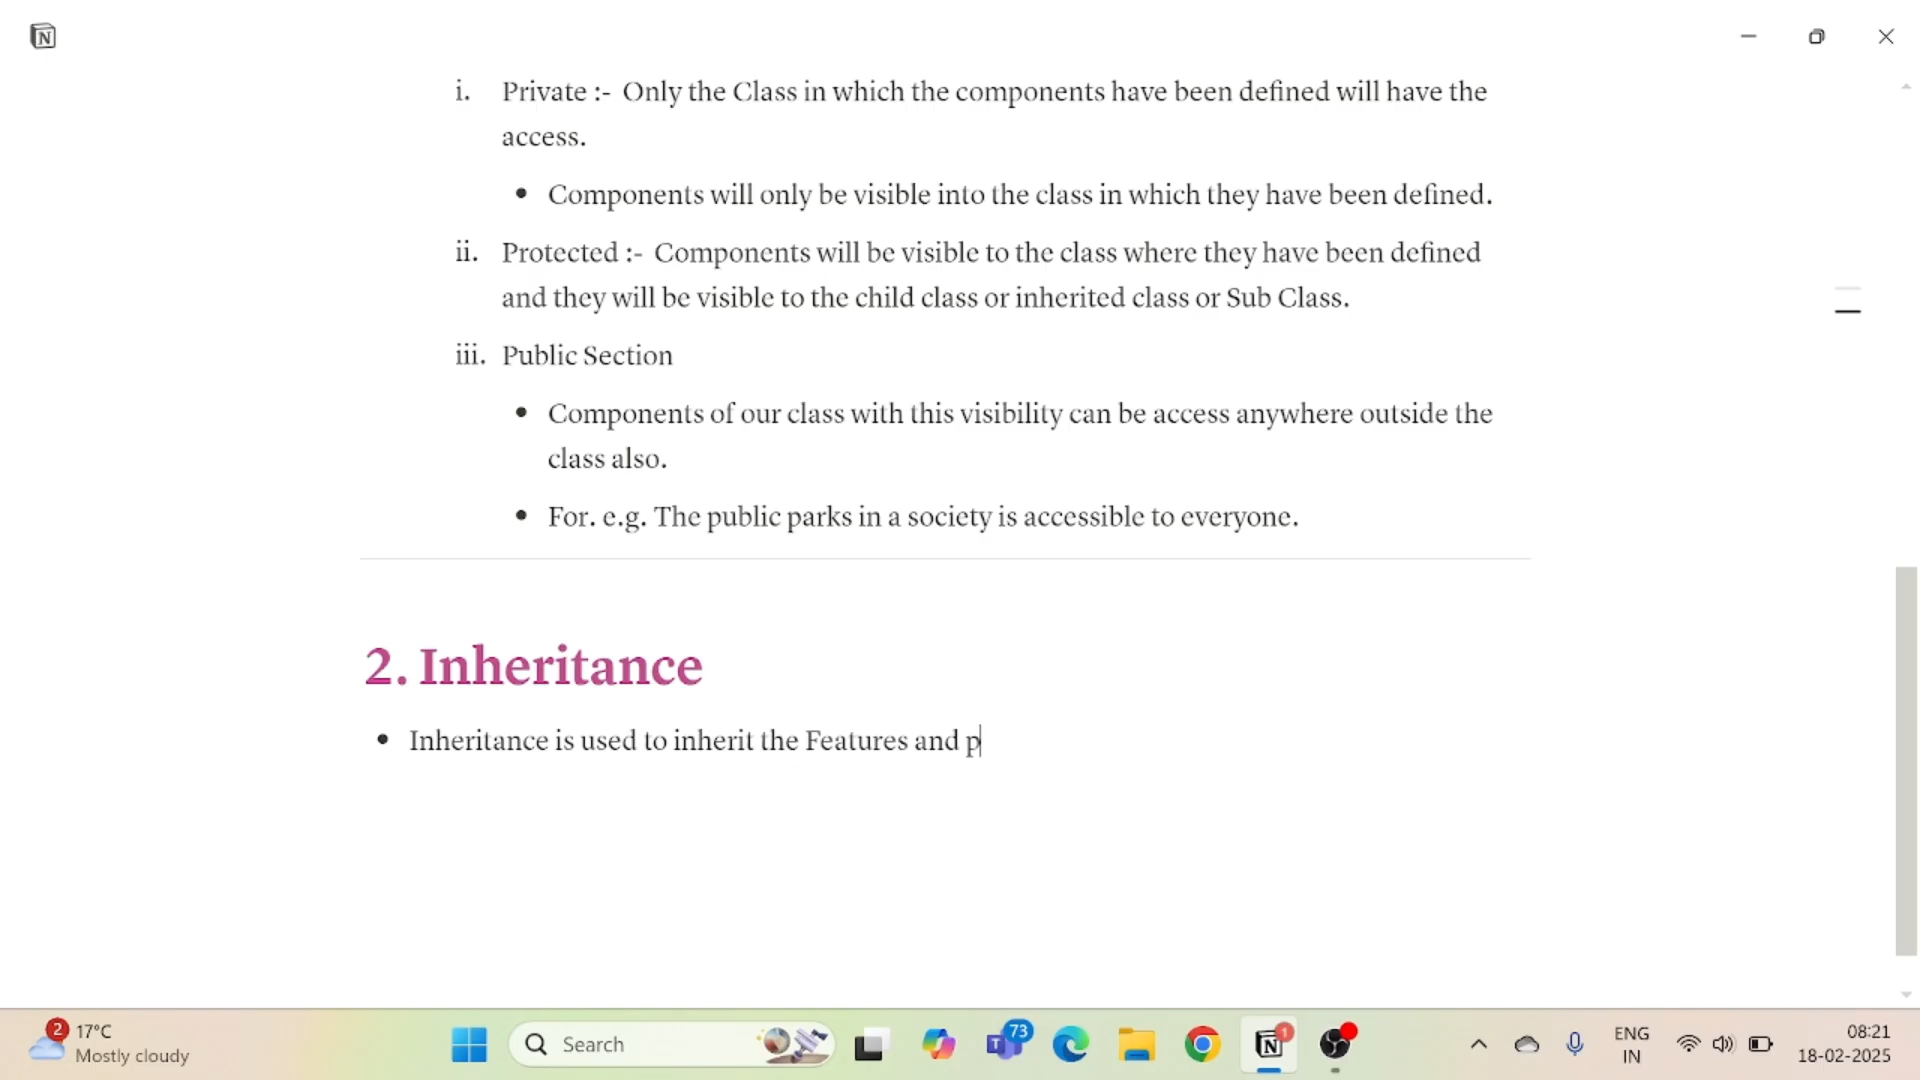 i. Private :- Only the Class in which the components have been defined will have the
access.
• Components will only be visible into the class in which they have been defined.
ii. Protected :- Components will be visible to the class where they have been defined
and they will be visible to the child class or inherited class or Sub Class.
iii. Public Section
• Components of our class with this visibility can be access anywhere outside the
class also.
• For. e.g. The public parks in a society is accessible to everyone.
2. Inheritance
• Inheritance is used to inherit the Features and p
2 17°C
Mostly cloudy
Search
73
1
ENG
IN
08:21
18-02-2025